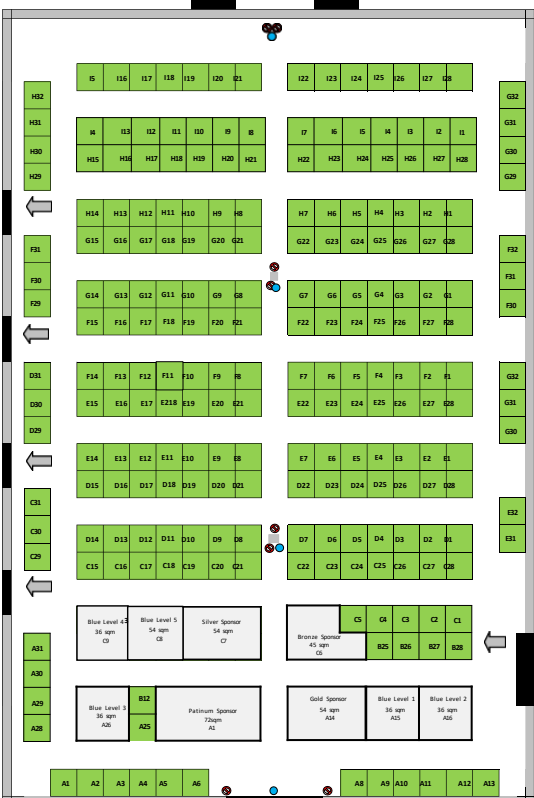 I5 I16 I17 I18 I19 I20 I21 I22 I23 I24 I25 I26 I27 I28
H32 G32
H31 G31
I4 I13 I12 I11 I10 I9 I8 I7 I6 I5 I4 I3 I2 I1
H30 G30
H15 H16 H17 H18 H19 H20 H21 H22 H23 H24 H25 H26 H27 H28
H29 G29
H14 H13 H12 H11 H10 H9 H8 H7 H6 H5 H4 H3 H2 H1
G15 G16 G17 G18 G19 G20 G21 G22 G23 G24 G25 G26 G27 G28
F31 F32
F30 F31
G14 G13 G12 G11 G10 G9 G8 G7 G6 G5 G4 G3 G2 G1
F29 F30
F15 F16 F17 F18 F19 F20 F21 F22 F23 F24 F25 F26 F27 F28
D31 F14 F13 F12 F11 F10 F9 F8 F7 F6 F5 F4 F3 F2 F1 G32
D30 E15 E16 E17 E218 E19 E20 E21 E22 E23 E24 E25 E26 E27 E28 G31
D29 G30
E14 E13 E12 E11 E10 E9 E8 E7 E6 E5 E4 E3 E2 E1
D15 D16 D17 D18 D19 D20 D21 D22 D23 D24 D25 D26 D27 D28
C31 E32
C30 D14 D13 D12 D11 D10 D9 D8 D7 D6 D5 D4 D3 D2 D1 E31
C29 C15 C16 C17 C18 C19 C20 C21 C22 C23 C24 C25 C26 C27 C28
Blue Level 43
36 sqm
C9
Blue Level 5
54 sqm
C8
Silver Sponsor
54 sqm
C7
Bronze Sponsor
45 sqm
C6
C5 C4 C3 C2 C1
B25 B26 B27 B28
A31
A30
A29
A28
Blue Level 3
36 sqm
A26
B12
A25
Patinum Sponsor
72sqm
A1
Gold Sponsor
54 sqm
A14
Blue Level 1
36 sqm
A15
Blue Level 2
36 sqm
A16
A1 A2 A3 A4 A5 A6 A8 A9 A10 A11 A12 A13